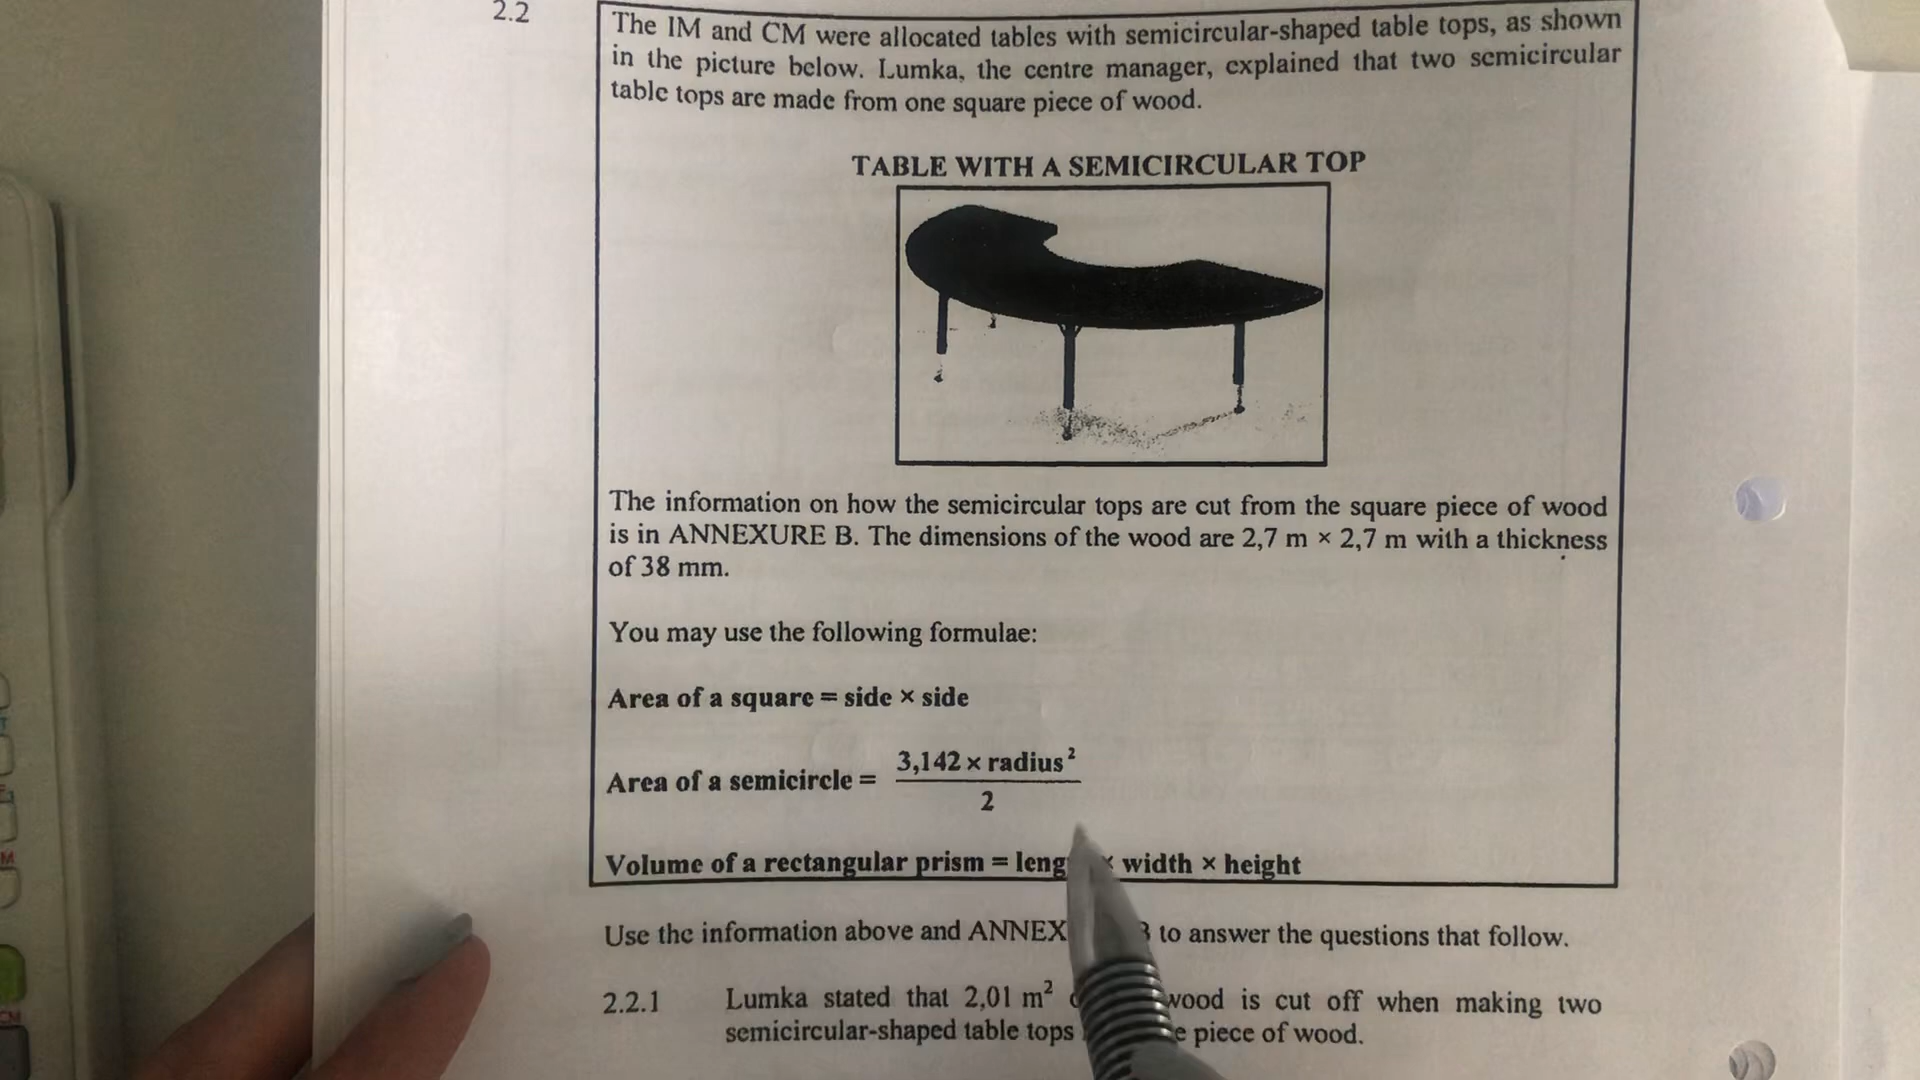 2.2
The IM and CM were allocated tables with semicircular-shaped table tops, as shown
in the picture below. Lumka, the centre manager, explained that two semicircular
table tops are made from one square piece of wood.
TABLE WITH A SEMICIRCULAR TOP
The information on how the semicircular tops are cut from the square piece of wood
is in ANNEXURE B. The dimensions of the wood are 2,7 m × 2,7 m with a thickness
of 38 mm.
You may use the following formulae:
Area of a square = side × side
Area of a semicircle = 3,142 × radius²
2
Volume of a rectangular prism = leng × width × height
Use the information above and ANNEX B to answer the questions that follow.
2.2.1 Lumka stated that 2,01 m² wood is cut off when making two
semicircular-shaped table tops piece of wood.